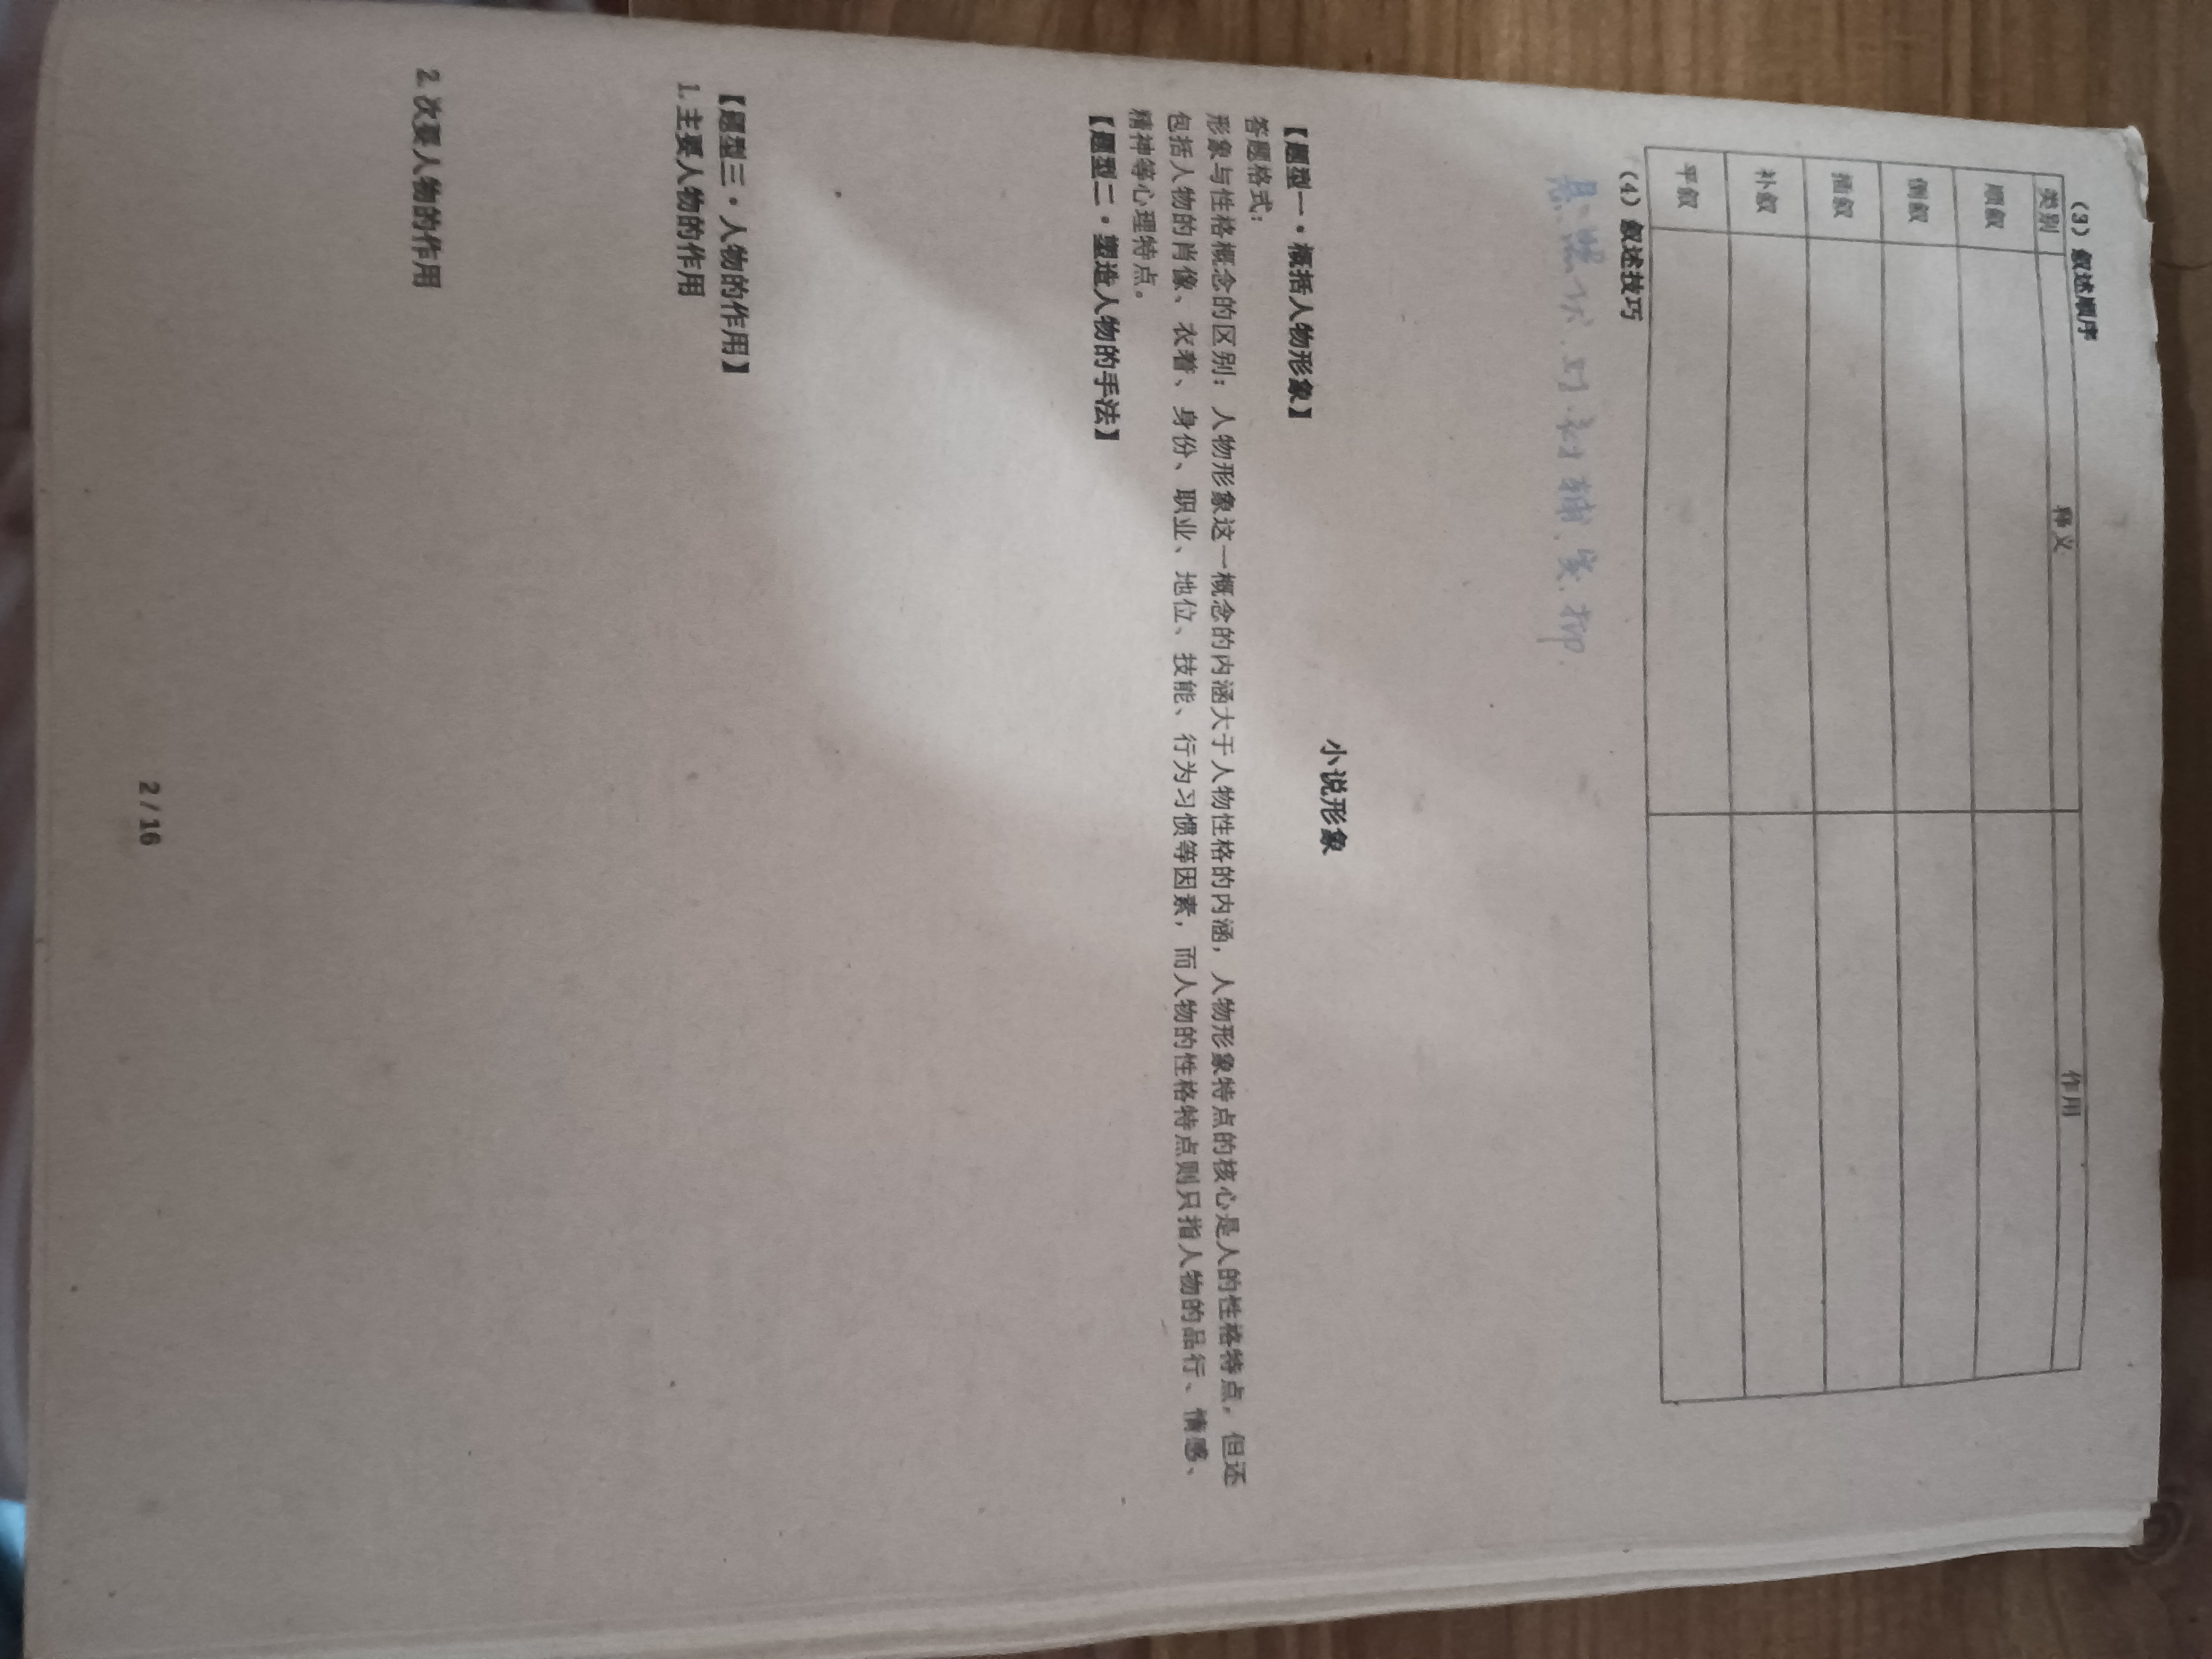 （3）叙述顺序
类别 释义 作用
顺叙
倒叙
插叙
补叙
平叙
（4）叙述技巧
悬.照.伏.对.衬.铺.突.抑.
小说形象
【题型一·概括人物形象】
答题格式：
形象与性格概念的区别：人物形象这一概念的内涵大于人物性格的内涵，人物形象特点的核心是人的性格特点，但还
包括人物的肖像、衣着、身份、职业、地位、技能、行为习惯等因素，而人物的性格特点则只指人物的品行、情感、
精神等心理特点。
【题型二·塑造人物的手法】
【题型三·人物的作用】
1.主要人物的作用
2.次要人物的作用
2 / 16